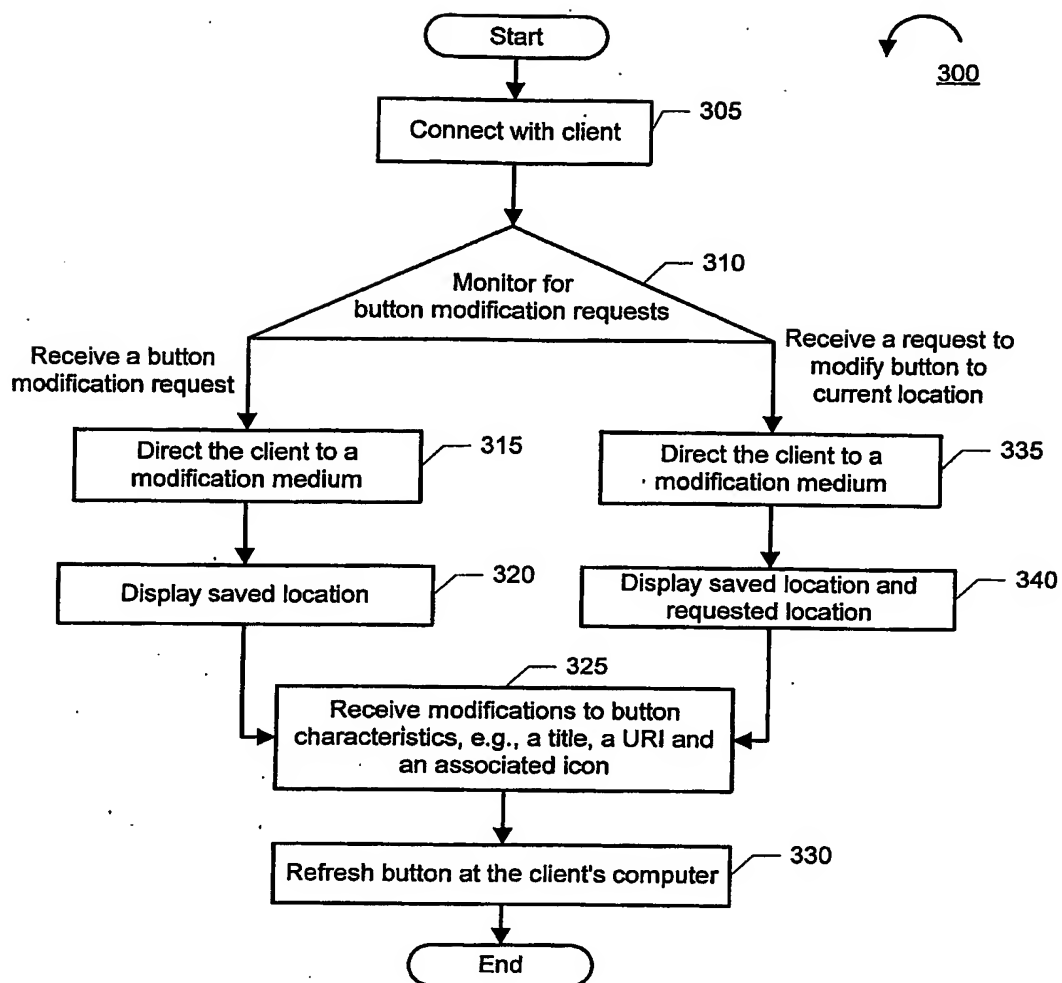 Start
300
Connect with client
305
Monitor for
button modification requests
310
Receive a button
modification request
Receive a request to
modify button to
current location
Direct the client to a
modification medium
315
Direct the client to a
modification medium
335
Display saved location
320
Display saved location and
requested location
340
325
Receive modifications to button
characteristics, e.g., a title, a URI and
an associated icon
Refresh button at the client's computer
330
End